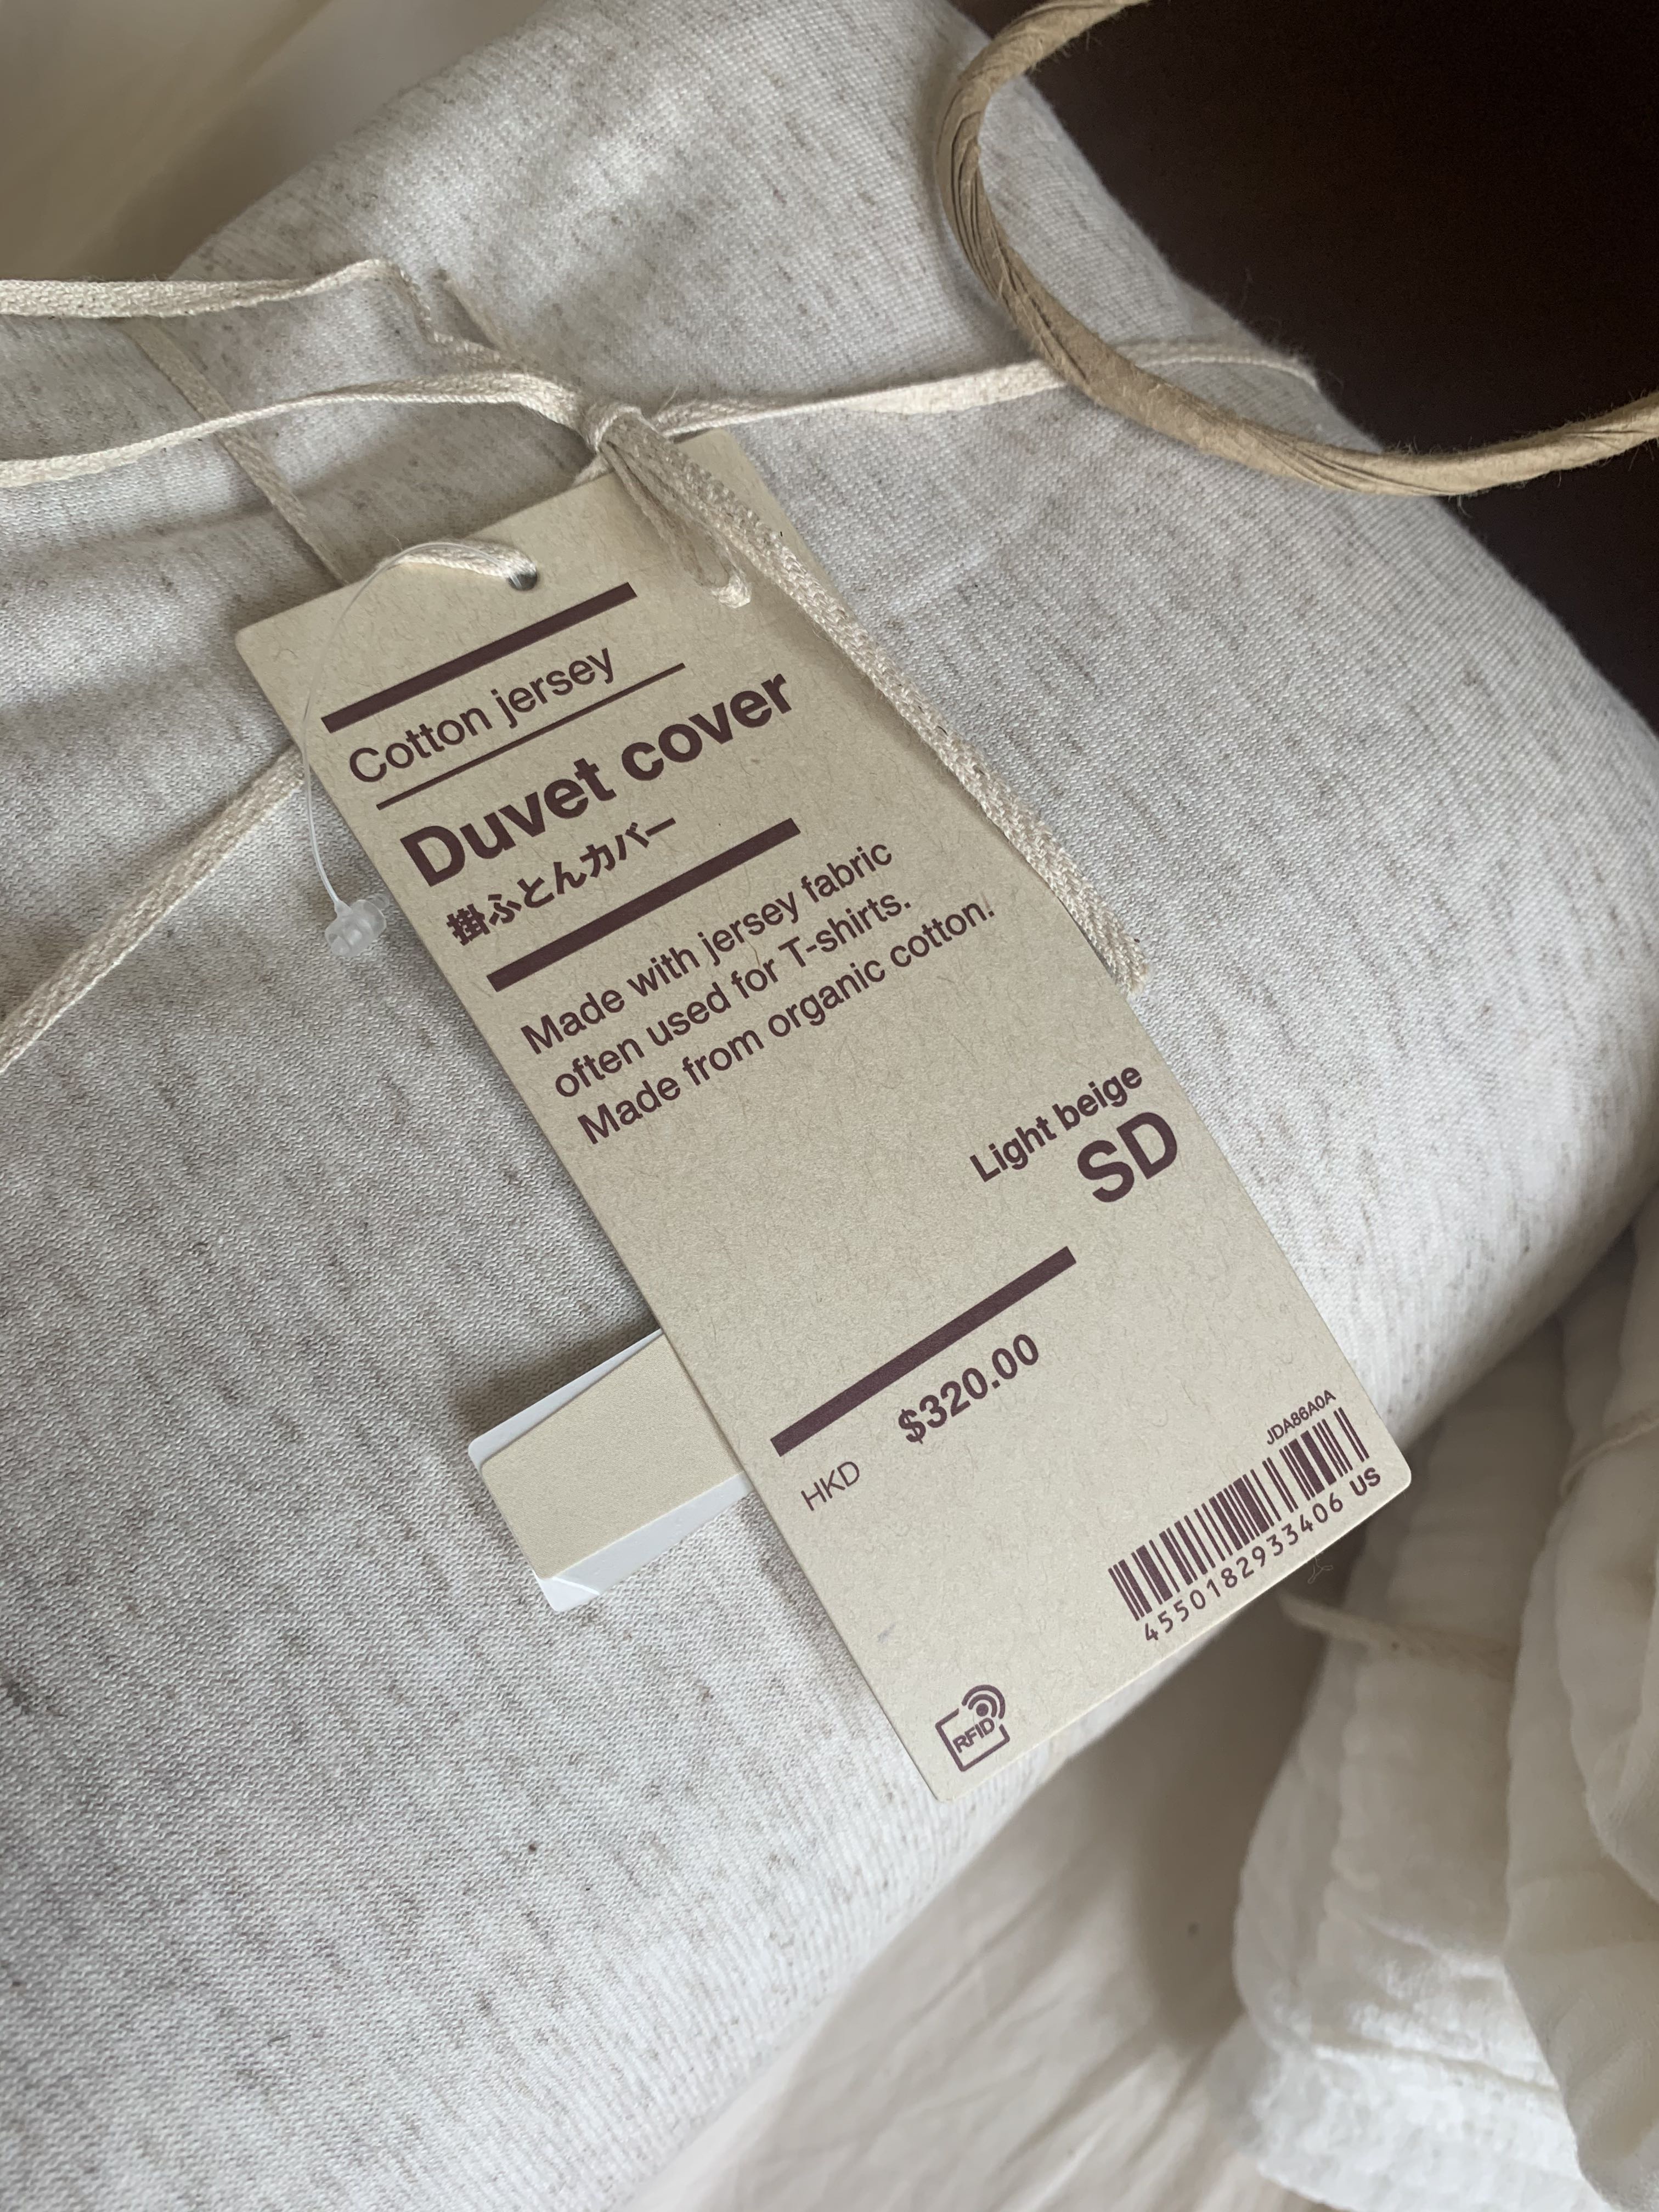 Cotton jersey
Duvet cover
掛ふとんカバー
Made with jersey fabric
often used for T-shirts.
Made from organic cotton.
Light beige
SD
HKD $320.00
JDA86A0A
4550182933406 US
RFID